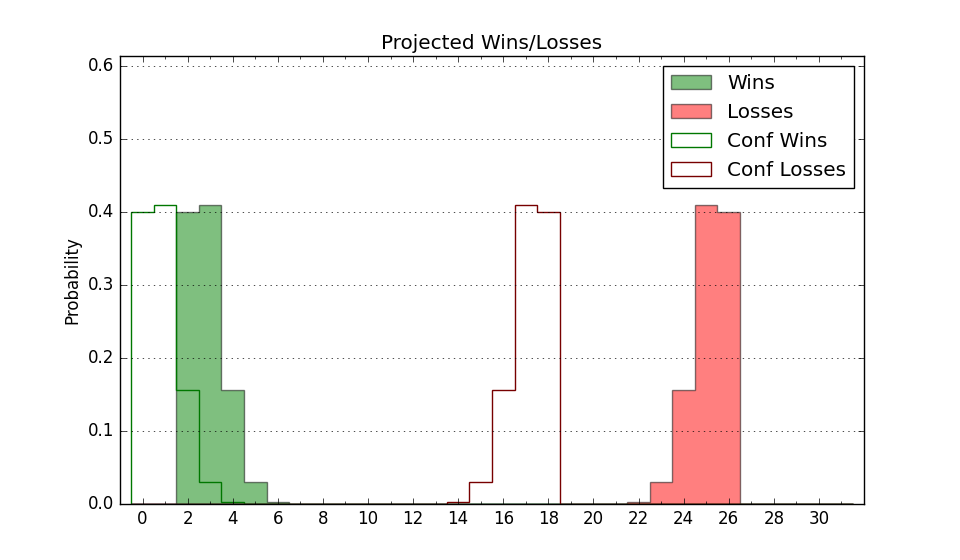 Projected Wins/Losses
0.6
0.5
0.4
0.3
0.2
0.1
0.0
Probability
Wins
Losses
Conf Wins
Conf Losses
0 2 4 6 8 10 12 14 16 18 20 22 24 26 28 30